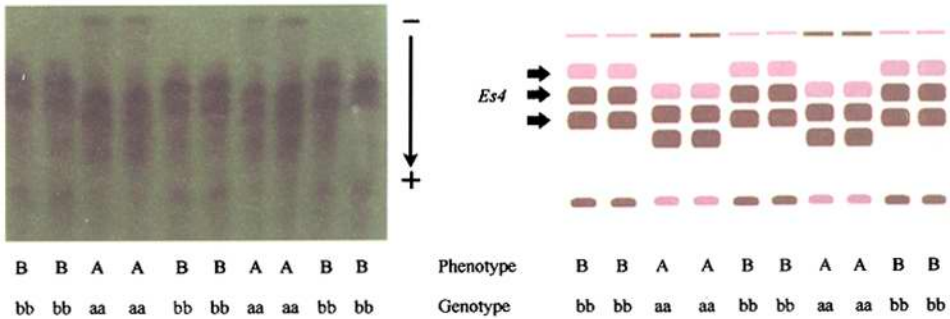 −
Es4
+
B B A A B B A A B B Phenotype B B A A B B A A B B
bb bb aa aa bb bb aa aa bb bb Genotype bb bb aa aa bb bb aa aa bb bb